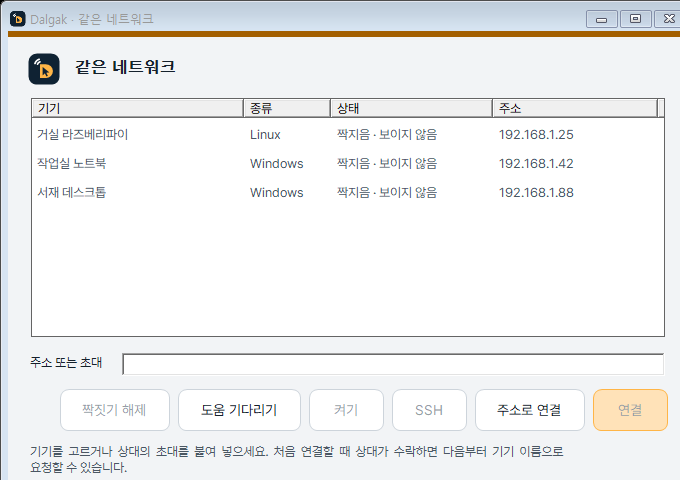 Dalgak · 같은 네트워크
같은 네트워크
기기 종류 상태 주소
거실 라즈베리파이 Linux 짝지음 · 보이지 않음 192.168.1.25
작업실 노트북 Windows 짝지음 · 보이지 않음 192.168.1.42
서재 데스크톱 Windows 짝지음 · 보이지 않음 192.168.1.88
주소 또는 초대
짝짓기 해제 도움 기다리기 켜기 SSH 주소로 연결 연결
기기를 고르거나 상대의 초대를 붙여 넣으세요. 처음 연결할 때 상대가 수락하면 다음부터 기기 이름으로
요청할 수 있습니다.